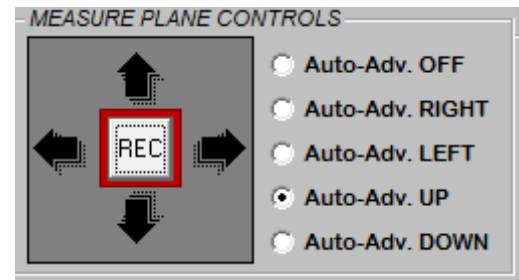 MEASURE PLANE CONTROLS
Auto-Adv. OFF
Auto-Adv. RIGHT
REC
Auto-Adv. LEFT
Auto-Adv. UP
Auto-Adv. DOWN